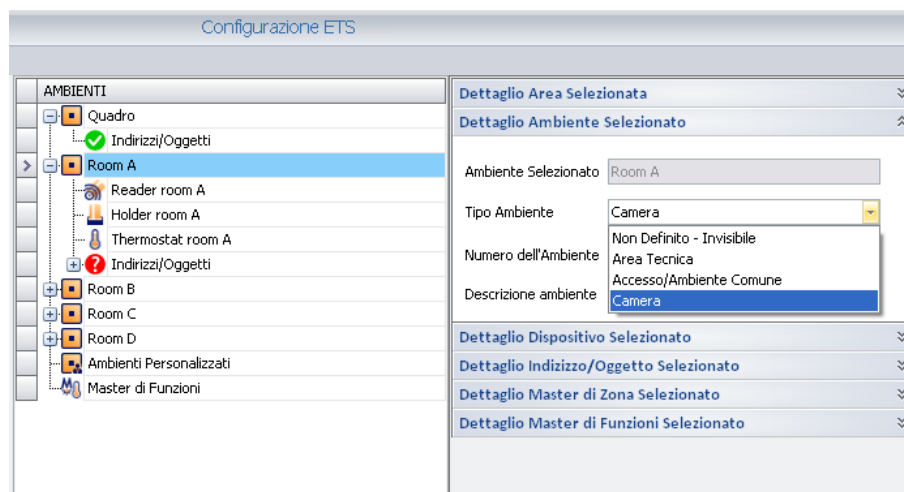 Configurazione ETS
AMBIENTI
Quadro
Indirizzi/Oggetti
Room A
Reader room A
Holder room A
Thermostat room A
Indirizzi/Oggetti
Room B
Room C
Room D
Ambienti Personalizzati
Master di Funzioni
Dettaglio Area Selezionata
Dettaglio Ambiente Selezionato
Ambiente Selezionato Room A
Tipo Ambiente Camera
Non Definito - Invisibile
Numero dell'Ambiente
Area Tecnica
Accesso/Ambiente Comune
Descrizione ambiente
Camera
Dettaglio Dispositivo Selezionato
Dettaglio Indizizzo/Oggetto Selezionato
Dettaglio Master di Zona Selezionato
Dettaglio Master di Funzioni Selezionato